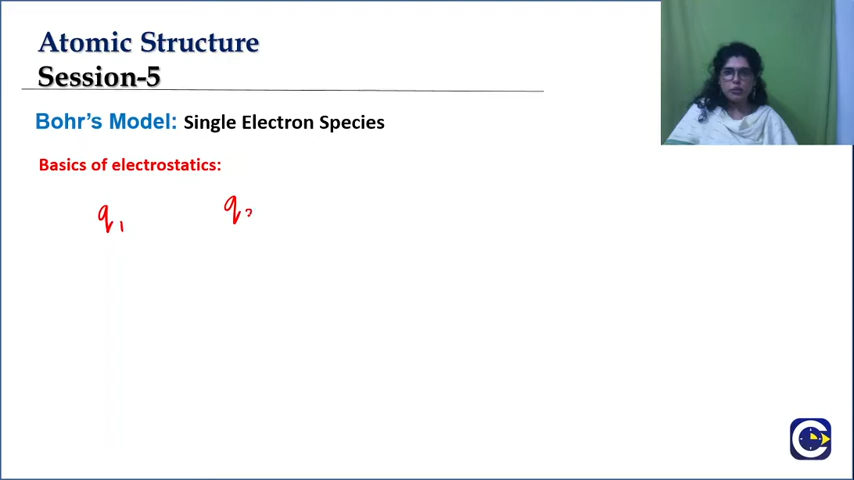 Atomic Structure
Session-5
Bohr's Model: Single Electron Species
Basics of electrostatics:
q1 q2